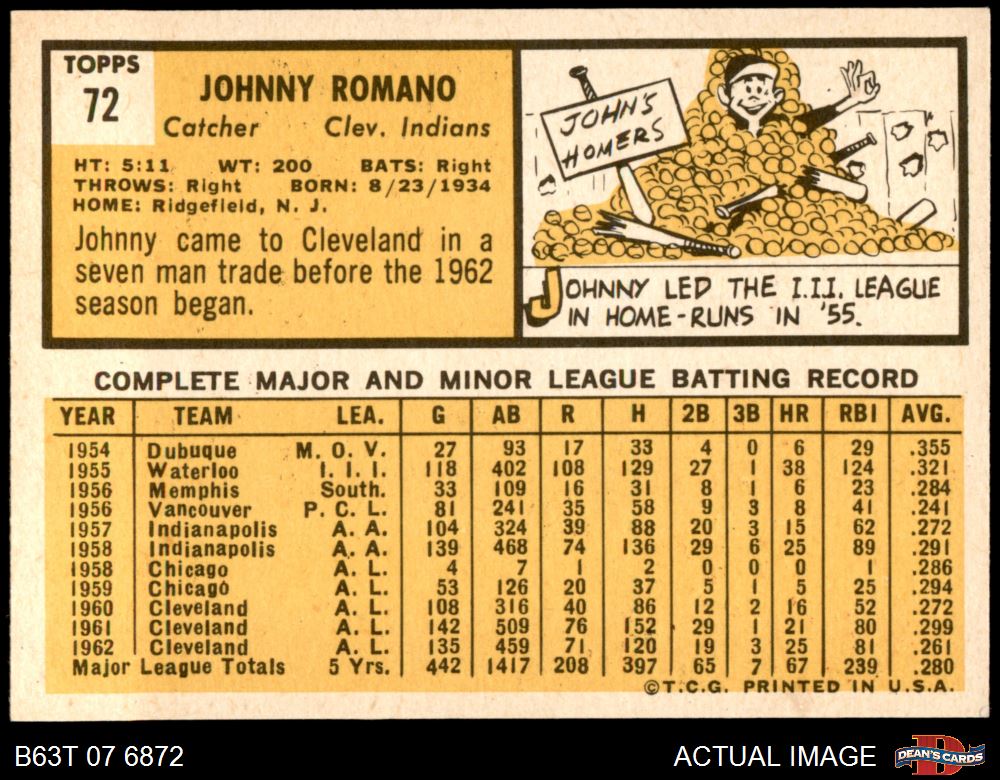 TOPPS
72
JOHNNY ROMANO
Catcher Clev. Indians
HT: 5:11 WT: 200 BATS: Right
THROWS: Right BORN: 8/23/1934
HOME: Ridgefield, N. J.
Johnny came to Cleveland in a
seven man trade before the 1962
season began.
JOHN'S
HOMERS
JOHNNY LED THE I.I.I. LEAGUE
IN HOME-RUNS IN '55.
COMPLETE MAJOR AND MINOR LEAGUE BATTING RECORD
YEAR TEAM LEA. G AB R H 2B 3B HR RBI AVG.
1954 Dubuque M. O. V. 27 93 17 33 4 0 6 29 .355
1955 Waterloo I. I. I. 118 402 108 129 27 1 38 124 .321
1956 Memphis South. 33 109 16 31 8 1 6 23 .284
1956 Vancouver P. C. L. 81 241 35 58 9 3 8 41 .241
1957 Indianapolis A. A. 104 324 39 88 20 3 15 62 .272
1958 Indianapolis A. A. 139 468 74 136 29 6 25 89 .291
1958 Chicago A. L. 4 7 1 2 0 0 0 1 .286
1959 Chicago A. L. 53 126 20 37 5 1 5 25 .294
1960 Cleveland A. L. 108 316 40 86 12 2 16 52 .272
1961 Cleveland A. L. 142 509 76 152 29 1 21 80 .299
1962 Cleveland A. L. 135 459 71 120 19 3 25 81 .261
Major League Totals 5 Yrs. 442 1417 208 397 65 7 67 239 .280
©T.C.G. PRINTED IN U.S.A.
B63T 07 6872 ACTUAL IMAGE DEAN'S CARDS